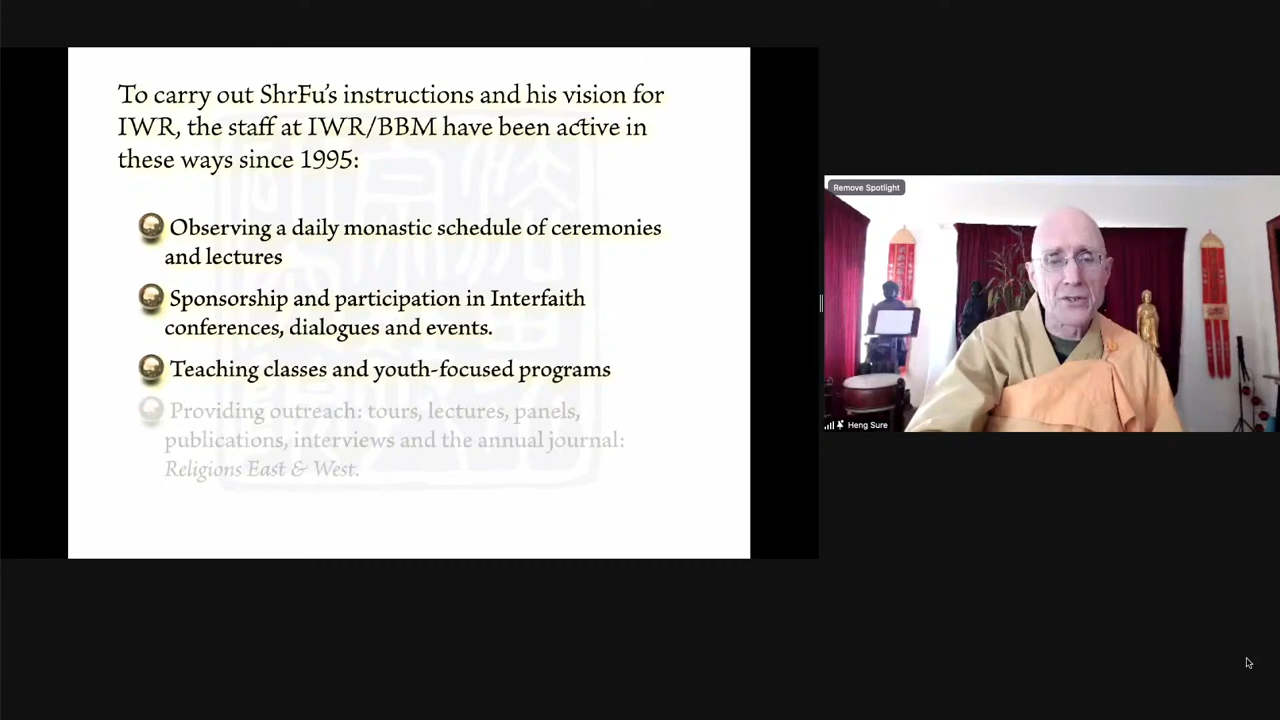 To carry out ShrFu's instructions and his vision for
IWR, the staff at IWR/BBM have been active in
these ways since 1995:
Observing a daily monastic schedule of ceremonies
and lectures
Sponsorship and participation in Interfaith
conferences, dialogues and events.
Teaching classes and youth-focused programs
Providing outreach: tours, lectures, panels,
publications, interviews and the annual journal:
Religions East & West.
Remove Spotlight
Heng Sure